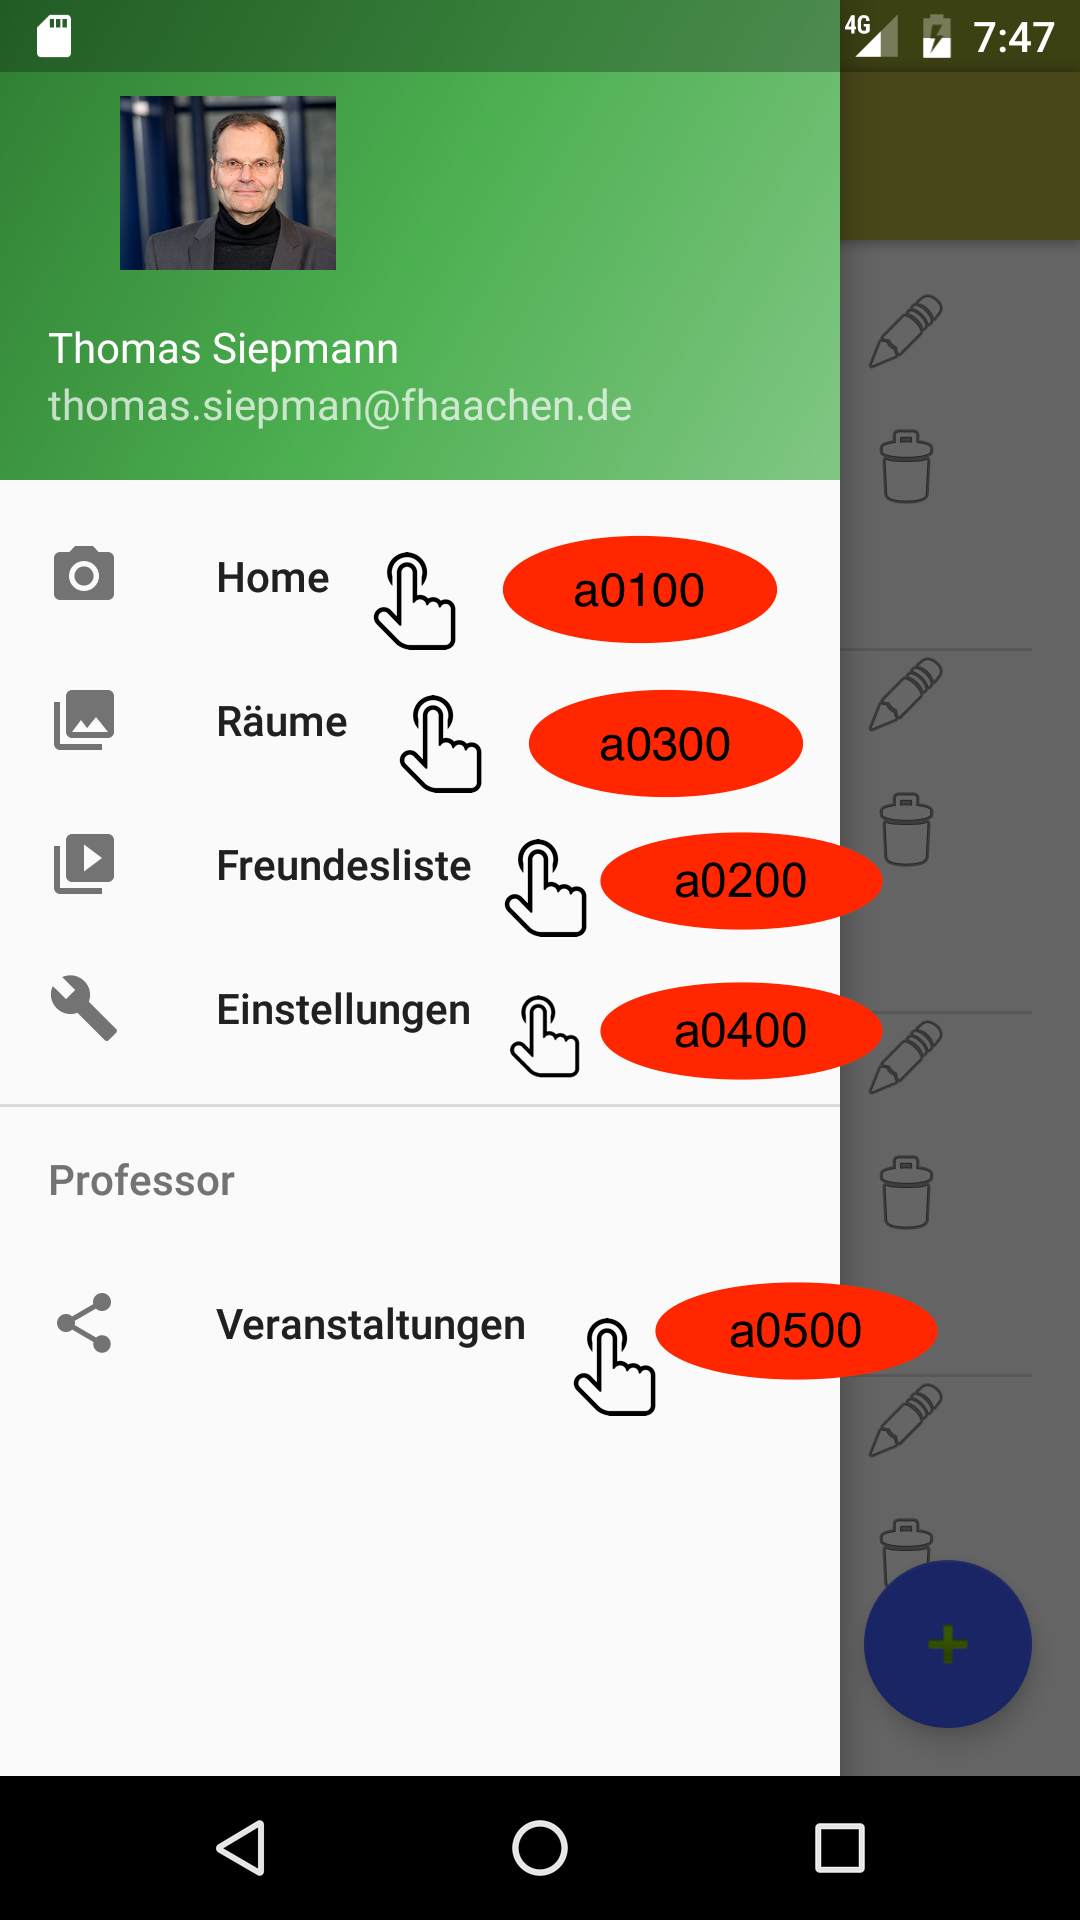 4G 7:47
Thomas Siepmann
thomas.siepman@fhaachen.de
Home a0100
Räume a0300
Freundesliste a0200
Einstellungen a0400
Professor
Veranstaltungen a0500
+